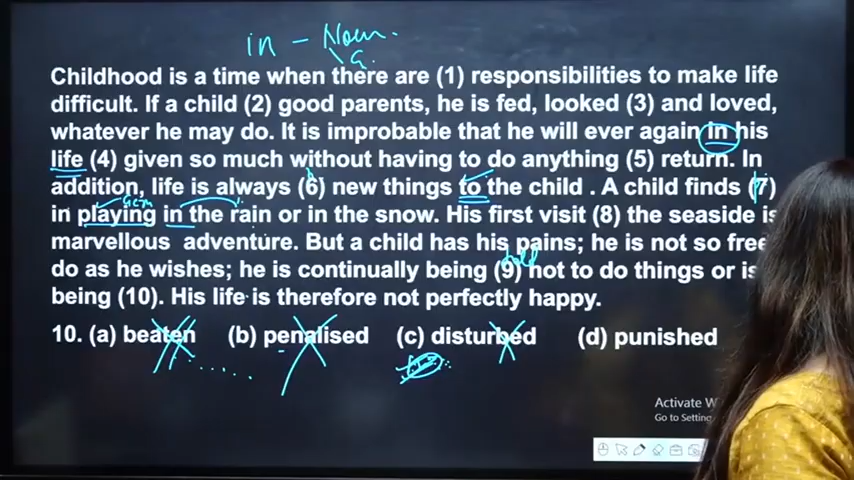 in - Noun.
G.
Childhood is a time when there are (1) responsibilities to make life
difficult. If a child (2) good parents, he is fed, looked (3) and loved,
whatever he may do. It is improbable that he will ever again in his
life (4) given so much without having to do anything (5) return. In
addition, life is always (6) new things to the child . A child finds (7)
in playing in the rain or in the snow. His first visit (8) the seaside is
marvellous adventure. But a child has his pains; he is not so free
do as he wishes; he is continually being (9) not to do things or is
being (10). His life is therefore not perfectly happy.
10. (a) beaten (b) penalised (c) disturbed (d) punished
Activate W
Go to Setting